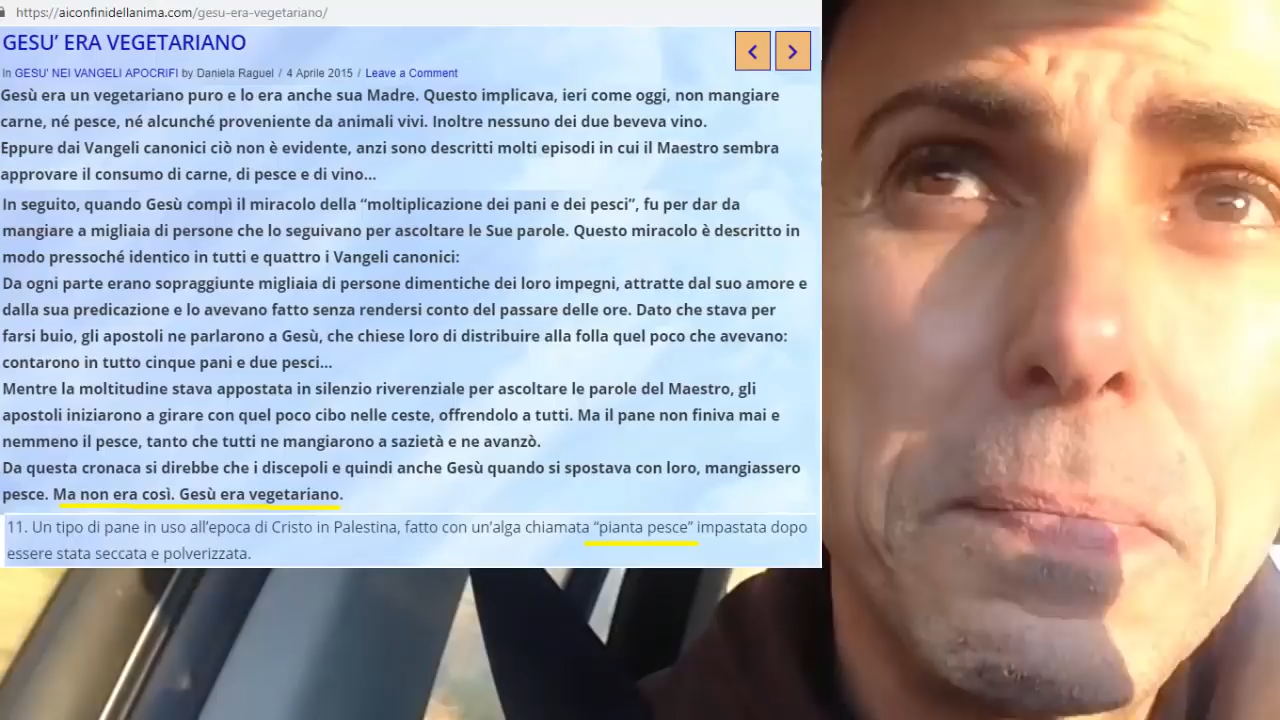 https://aiconfinidellanima.com/gesu-era-vegetariano/
GESU' ERA VEGETARIANO
In GESU' NEI VANGELI APOCRIFI by Daniela Raguel / 4 Aprile 2015 / Leave a Comment
Gesù era un vegetariano puro e lo era anche sua Madre. Questo implicava, ieri come oggi, non mangiare
carne, né pesce, né alcunché proveniente da animali vivi. Inoltre nessuno dei due beveva vino.
Eppure dai Vangeli canonici ciò non è evidente, anzi sono descritti molti episodi in cui il Maestro sembra
approvare il consumo di carne, di pesce e di vino...
In seguito, quando Gesù compì il miracolo della “moltiplicazione dei pani e dei pesci”, fu per dar da
mangiare a migliaia di persone che lo seguivano per ascoltare le Sue parole. Questo miracolo è descritto in
modo pressoché identico in tutti e quattro i Vangeli canonici:
Da ogni parte erano sopraggiunte migliaia di persone dimentiche dei loro impegni, attratte dal suo amore e
dalla sua predicazione e lo avevano fatto senza rendersi conto del passare delle ore. Dato che stava per
farsi buio, gli apostoli ne parlarono a Gesù, che chiese loro di distribuire alla folla quel poco che avevano:
contarono in tutto cinque pani e due pesci...
Mentre la moltitudine stava appostata in silenzio riverenziale per ascoltare le parole del Maestro, gli
apostoli iniziarono a girare con quel poco cibo nelle ceste, offrendolo a tutti. Ma il pane non finiva mai e
nemmeno il pesce, tanto che tutti ne mangiarono a sazietà e ne avanzò.
Da questa cronaca si direbbe che i discepoli e quindi anche Gesù quando si spostava con loro, mangiassero
pesce. Ma non era così. Gesù era vegetariano.
11. Un tipo di pane in uso all’epoca di Cristo in Palestina, fatto con un’alga chiamata “pianta pesce” impastata dopo
essere stata seccata e polverizzata.